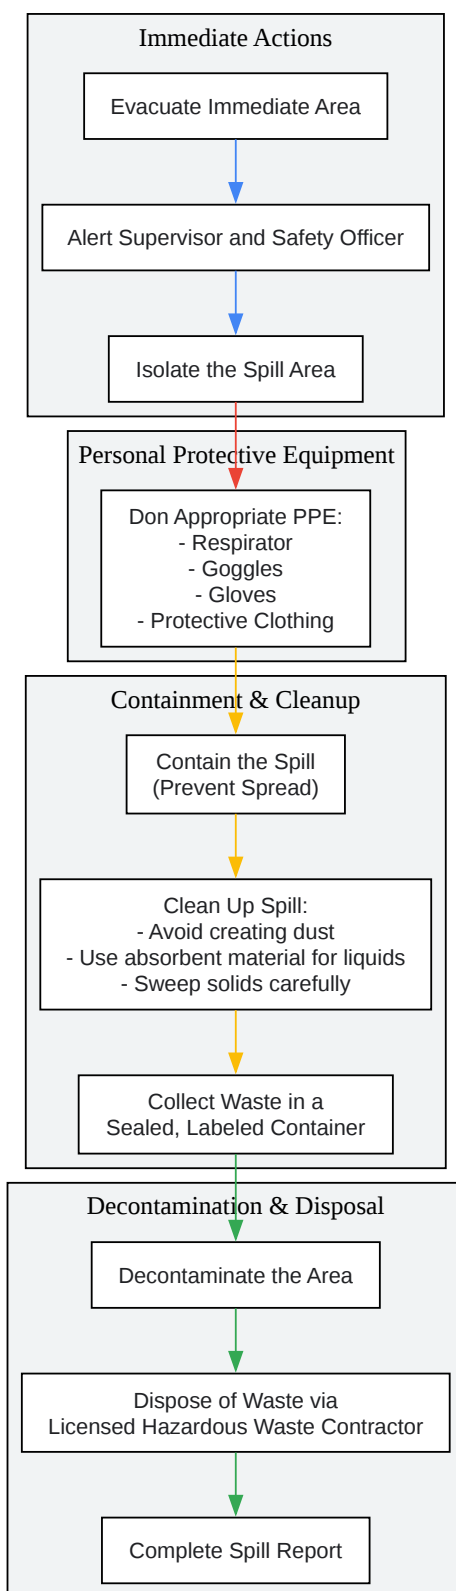 Immediate Actions
Evacuate Immediate Area
Alert Supervisor and Safety Officer
Isolate the Spill Area
Personal Protective Equipment
Don Appropriate PPE:
- Respirator
- Goggles
- Gloves
- Protective Clothing
Containment & Cleanup
Contain the Spill
(Prevent Spread)
Clean Up Spill:
- Avoid creating dust
- Use absorbent material for liquids
- Sweep solids carefully
Collect Waste in a
Sealed, Labeled Container
Decontamination & Disposal
Decontaminate the Area
Dispose of Waste via
Licensed Hazardous Waste Contractor
Complete Spill Report